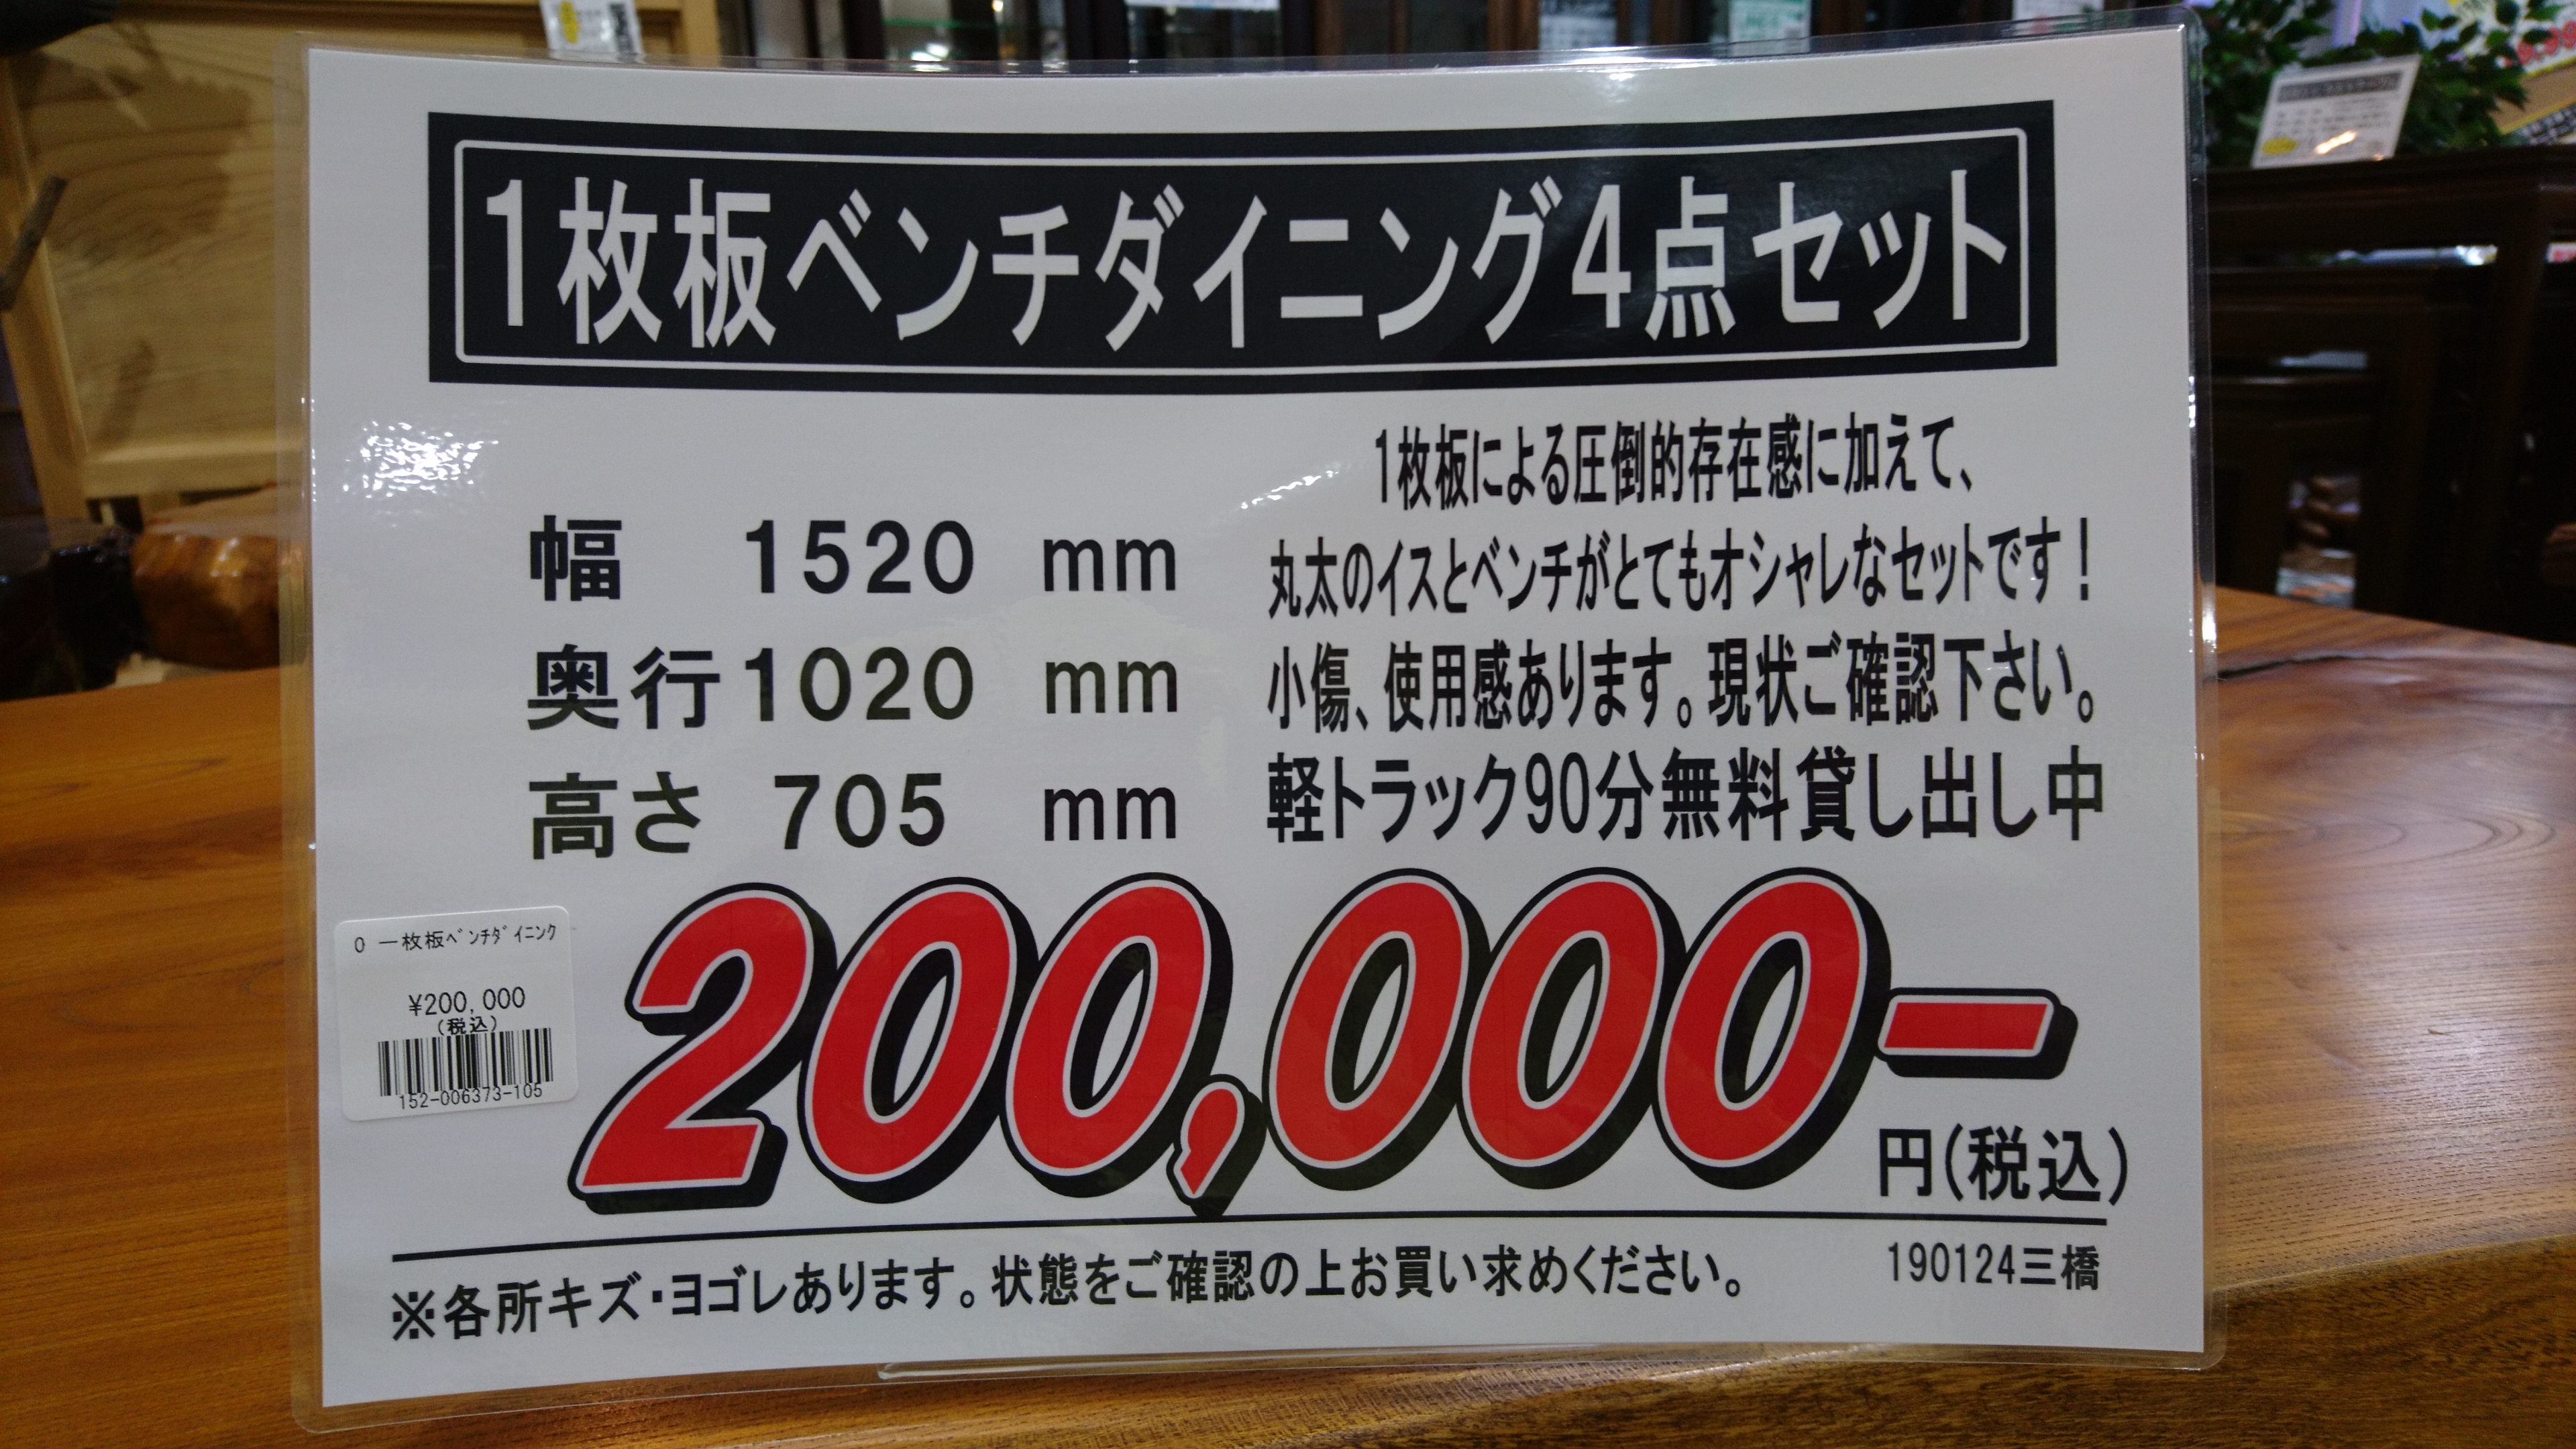 1枚板ベンチダイニング4点セット
1枚板による圧倒的存在感に加えて、
丸太のイスとベンチがとてもオシャレなセットです!
小傷、使用感あります。現状ご確認下さい。
軽トラック90分無料貸し出し中
幅 1520 mm
奥行1020 mm
高さ 705 mm
0 一枚板ベンチダイニンク
¥200,000
(税込)
152-006373-105
200,000-
円(税込)
※各所キズ・ヨゴレあります。状態をご確認の上お買い求めください。
190124三橋